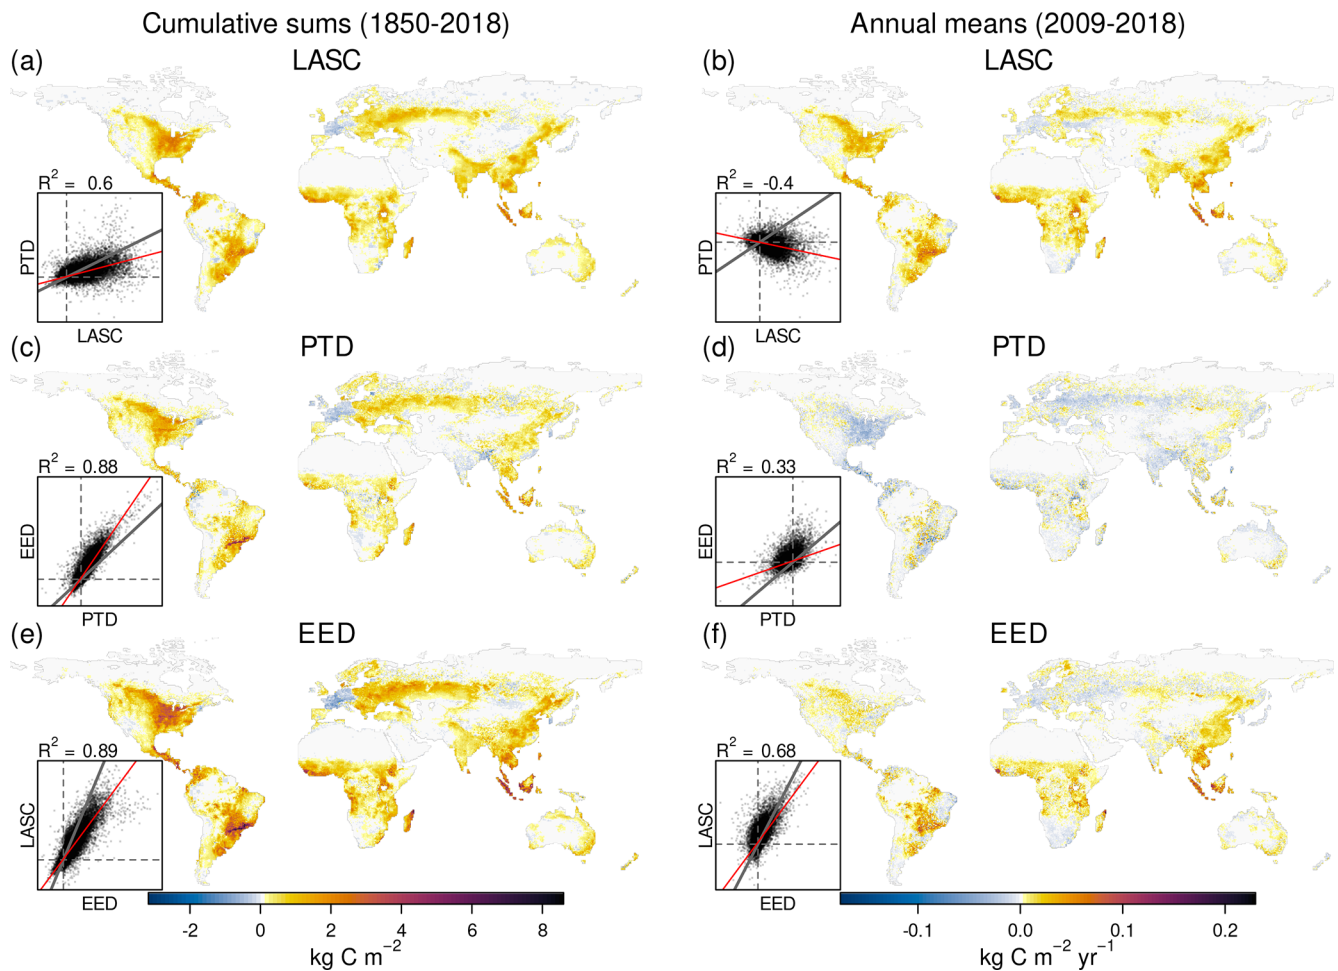 Cumulative sums (1850-2018)
Annual means (2009-2018)
(a)
LASC
R² = 0.6
PTD
LASC
(b)
LASC
R² = -0.4
PTD
LASC
(c)
PTD
R² = 0.88
EED
PTD
(d)
PTD
R² = 0.33
EED
PTD
(e)
EED
R² = 0.89
LASC
EED
(f)
EED
R² = 0.68
LASC
EED
-2 0 2 4 6 8
kg C m⁻²
-0.1 0.0 0.1 0.2
kg C m⁻² yr⁻¹